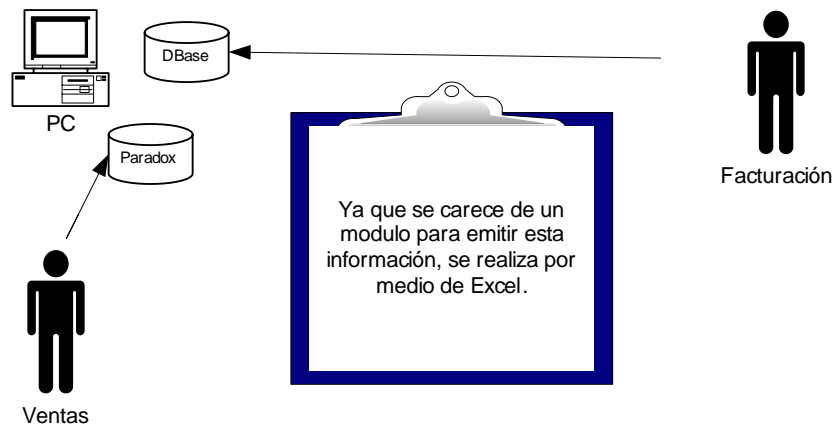 DBase
PC
Paradox
Facturación
Ya que se carece de un
modulo para emitir esta
información, se realiza por
medio de Excel.
Ventas